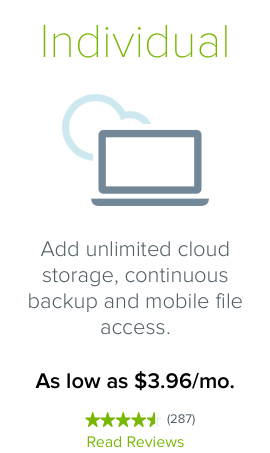 Individual
Add unlimited cloud
storage, continuous
backup and mobile file
access.
As low as $3.96/mo.
(287)
Read Reviews